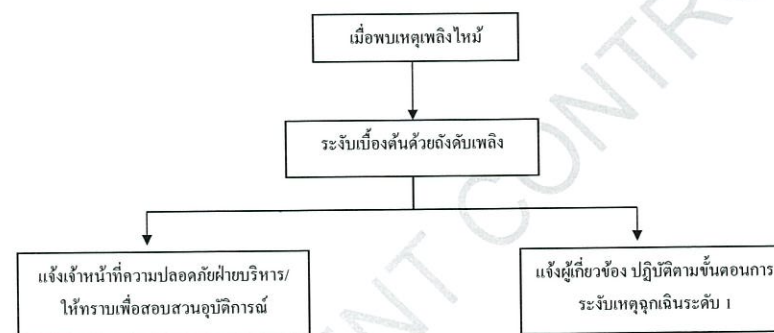 เมื่อพบเหตุเพลิงไหม้
ระงับเบื้องต้นด้วยถังดับเพลิง
แจ้งเจ้าหน้าที่ความปลอดภัยฝ่ายบริหาร/
ให้ทราบเพื่อสอบสวนอุบัติการณ์
แจ้งผู้เกี่ยวข้อง ปฏิบัติตามขั้นตอนการ
ระงับเหตุฉุกเฉินระดับ 1
ENT CONTR